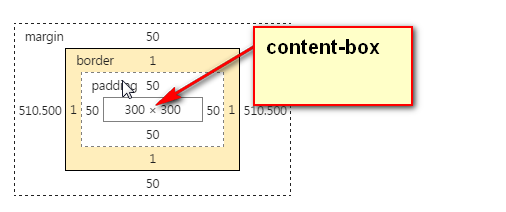 margin 50
content-box
border 1
padding 50
510.500 1 50 300 × 300 50 1 510.500
50
1
50